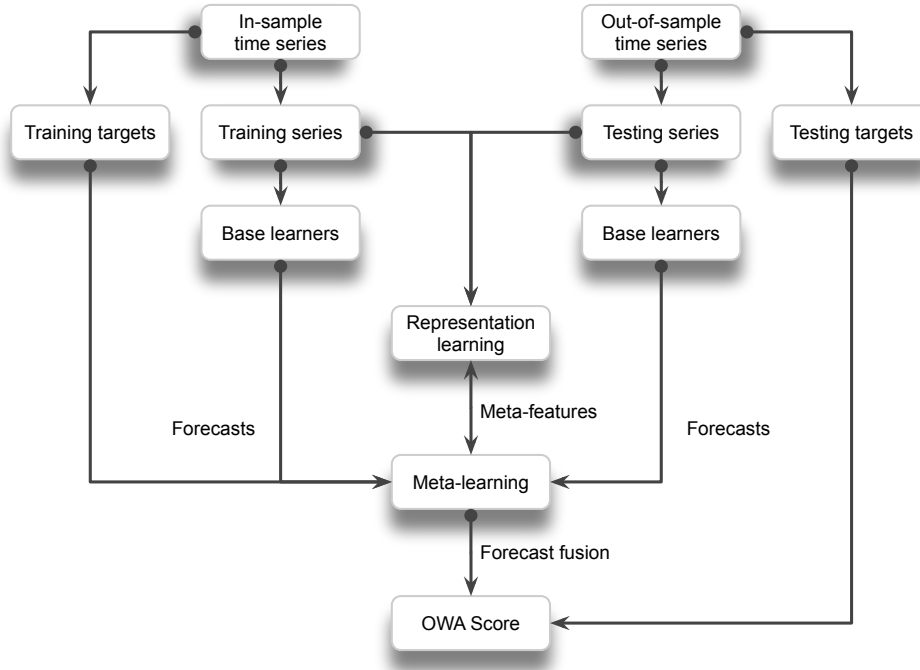 In-sample
time series
Out-of-sample
time series
Training targets
Training series
Testing series
Testing targets
Base learners
Base learners
Representation
learning
Meta-features
Forecasts
Forecasts
Meta-learning
Forecast fusion
OWA Score